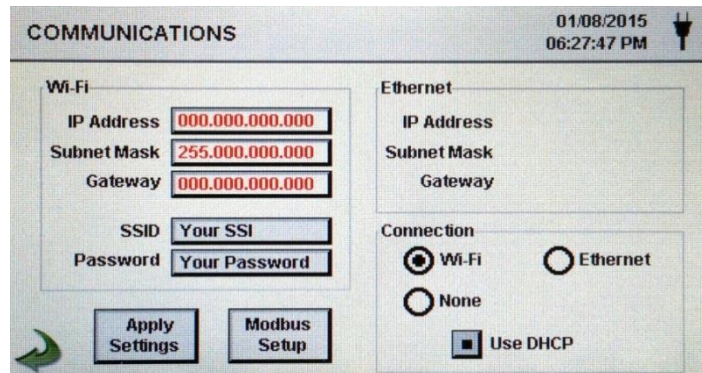 COMMUNICATIONS
01/08/2015
06:27:47 PM
Wi-Fi
IP Address 000.000.000.000
Subnet Mask 255.000.000.000
Gateway 000.000.000.000
SSID Your SSI
Password Your Password
Apply
Settings
Modbus
Setup
Ethernet
IP Address
Subnet Mask
Gateway
Connection
Wi-Fi
Ethernet
None
Use DHCP